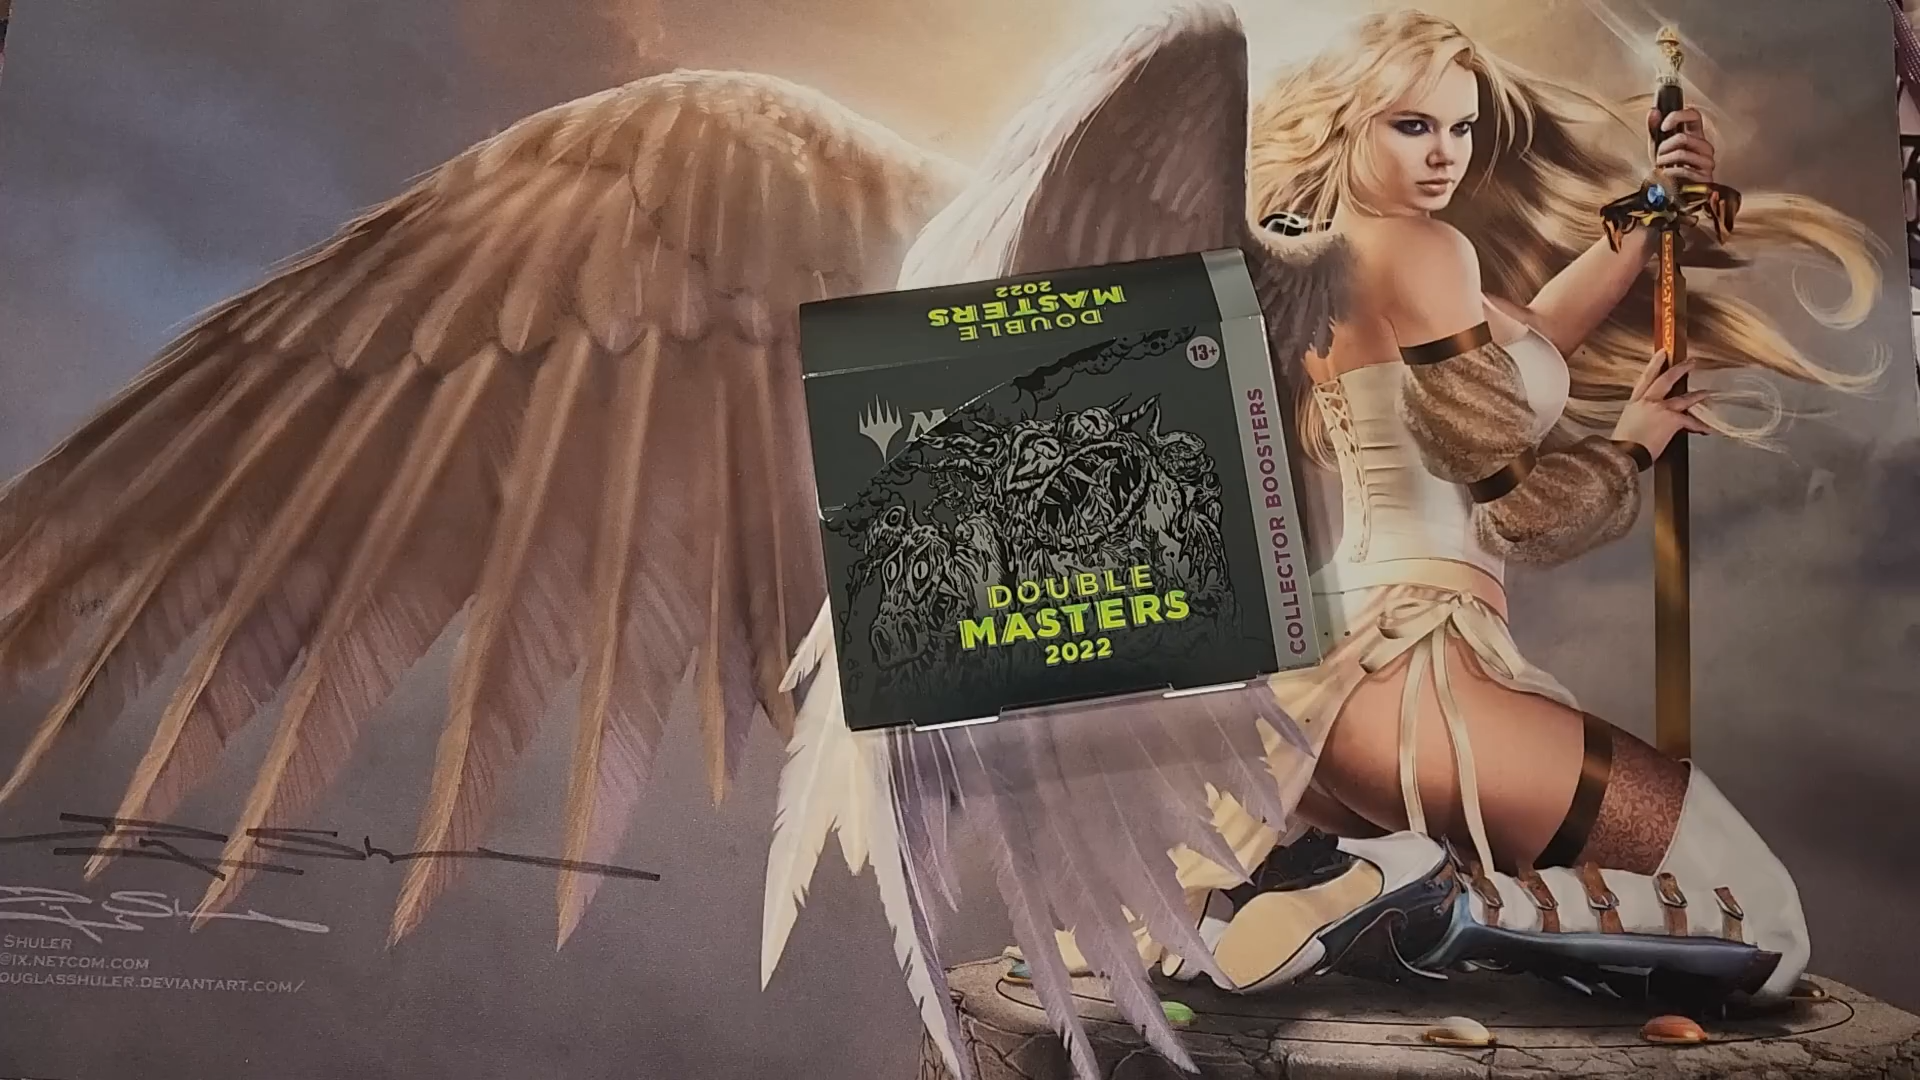 DOUBLE
MASTERS
2022
13+
DOUBLE
MASTERS
2022
COLLECTOR BOOSTERS
SHULER
@IX.NETCOM.COM
OUGLASSHULER.DEVIANTART.COM/